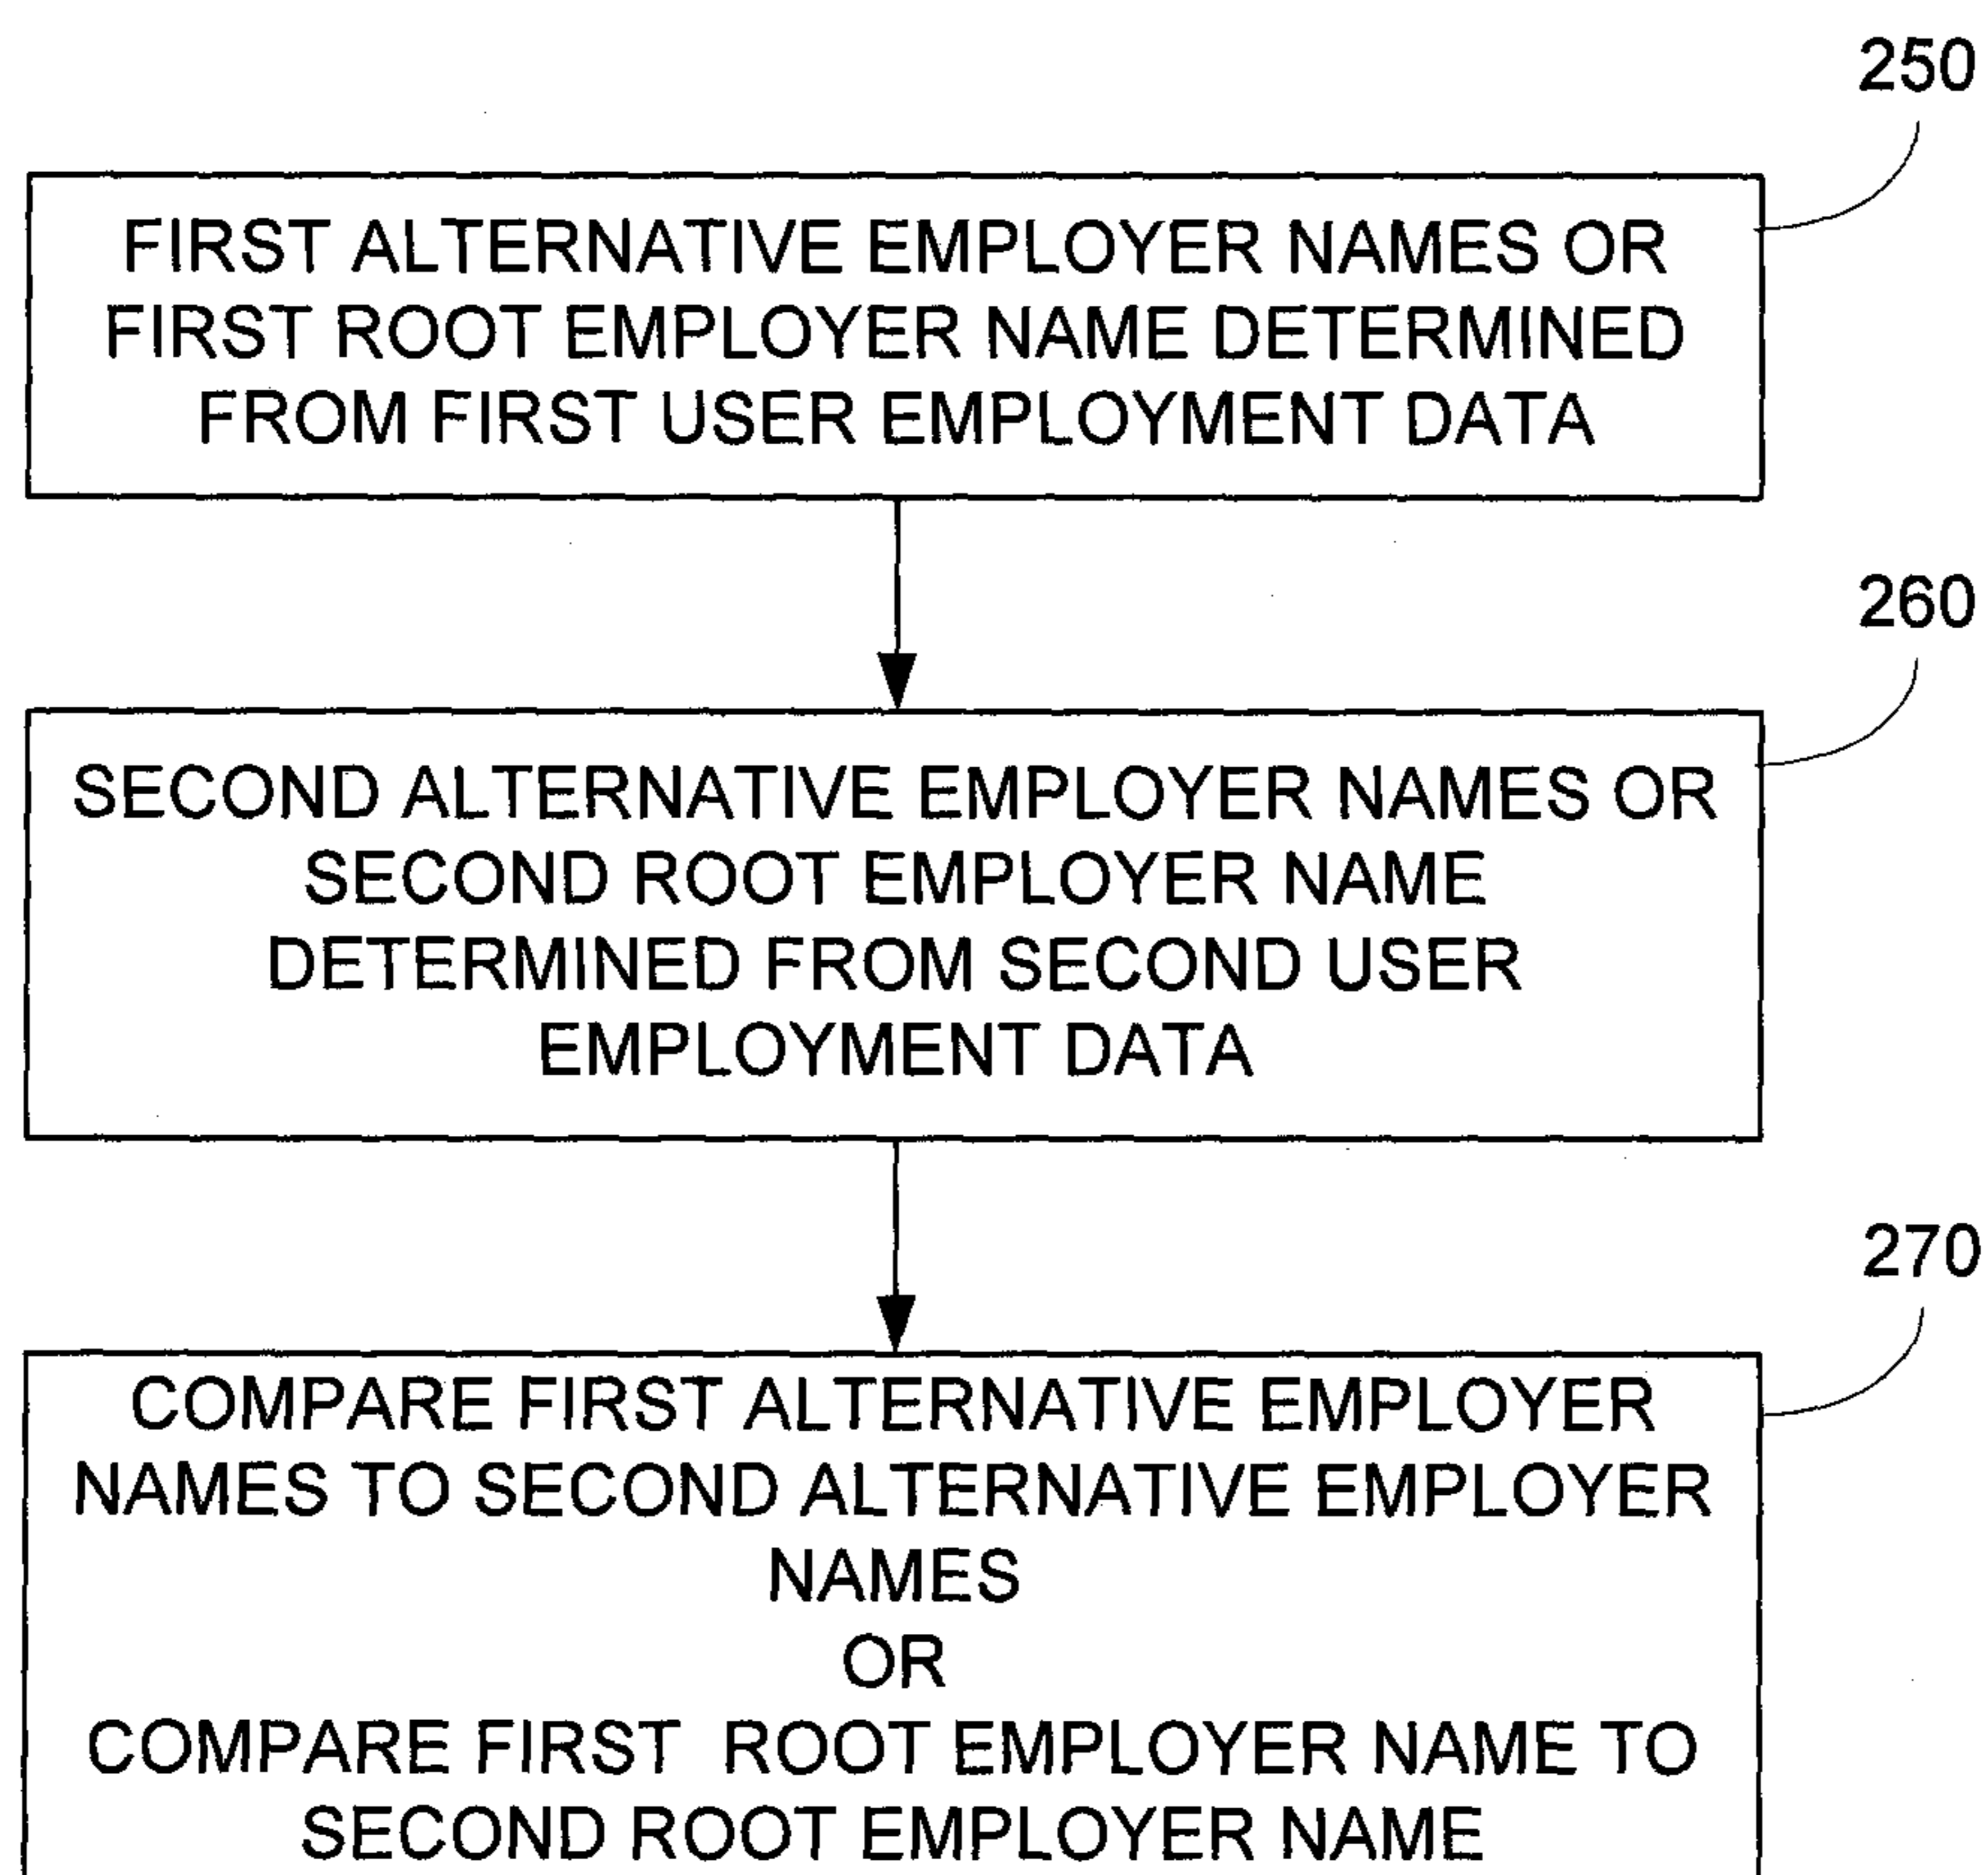 250
FIRST ALTERNATIVE EMPLOYER NAMES OR
FIRST ROOT EMPLOYER NAME DETERMINED
FROM FIRST USER EMPLOYMENT DATA
260
SECOND ALTERNATIVE EMPLOYER NAMES OR
SECOND ROOT EMPLOYER NAME
DETERMINED FROM SECOND USER
EMPLOYMENT DATA
270
COMPARE FIRST ALTERNATIVE EMPLOYER
NAMES TO SECOND ALTERNATIVE EMPLOYER
NAMES
OR
COMPARE FIRST ROOT EMPLOYER NAME TO
SECOND ROOT EMPLOYER NAME